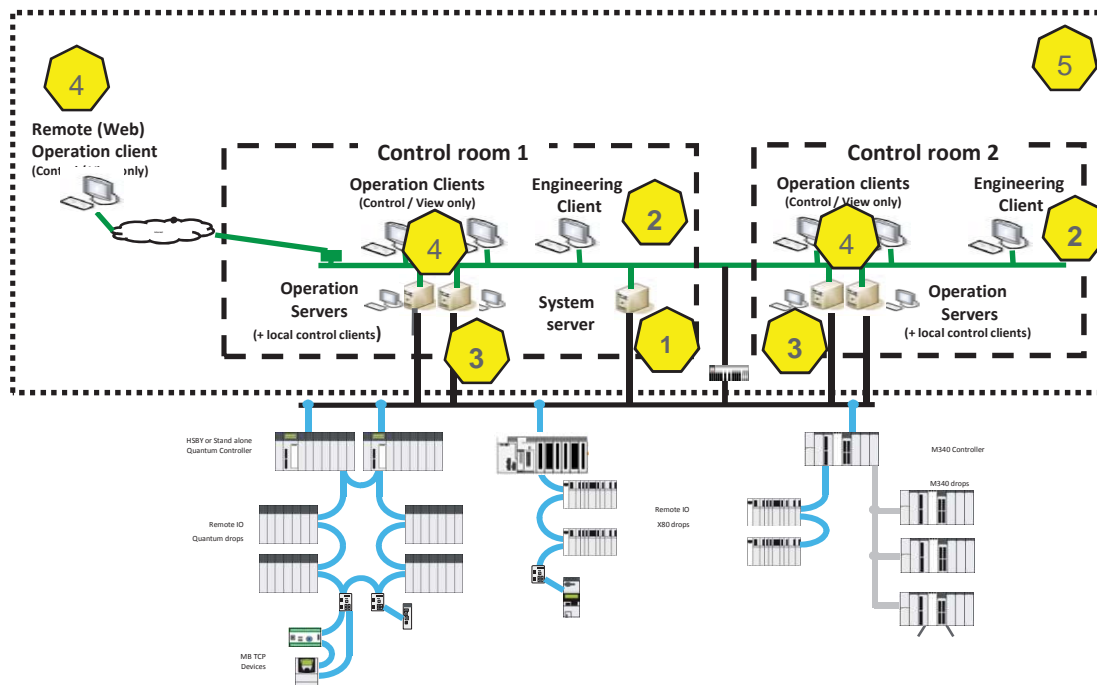 4
5
Remote (Web)
Operation client
Control room 1
Control room 2
Operation Clients
(Control / View only)
Engineering
Client
2
Operation clients
(Control / View only)
Engineering
Client
2
4
4
Operation
Servers
(+ local control clients)
System
server
Operation
Servers
(+ local control clients)
3
1
3
HSBY or Stand alone
Quantum Controller
M340 Controller
M340 drops
Remote IO
Quantum drops
Remote IO
X80 drops
MB TCP
Devices